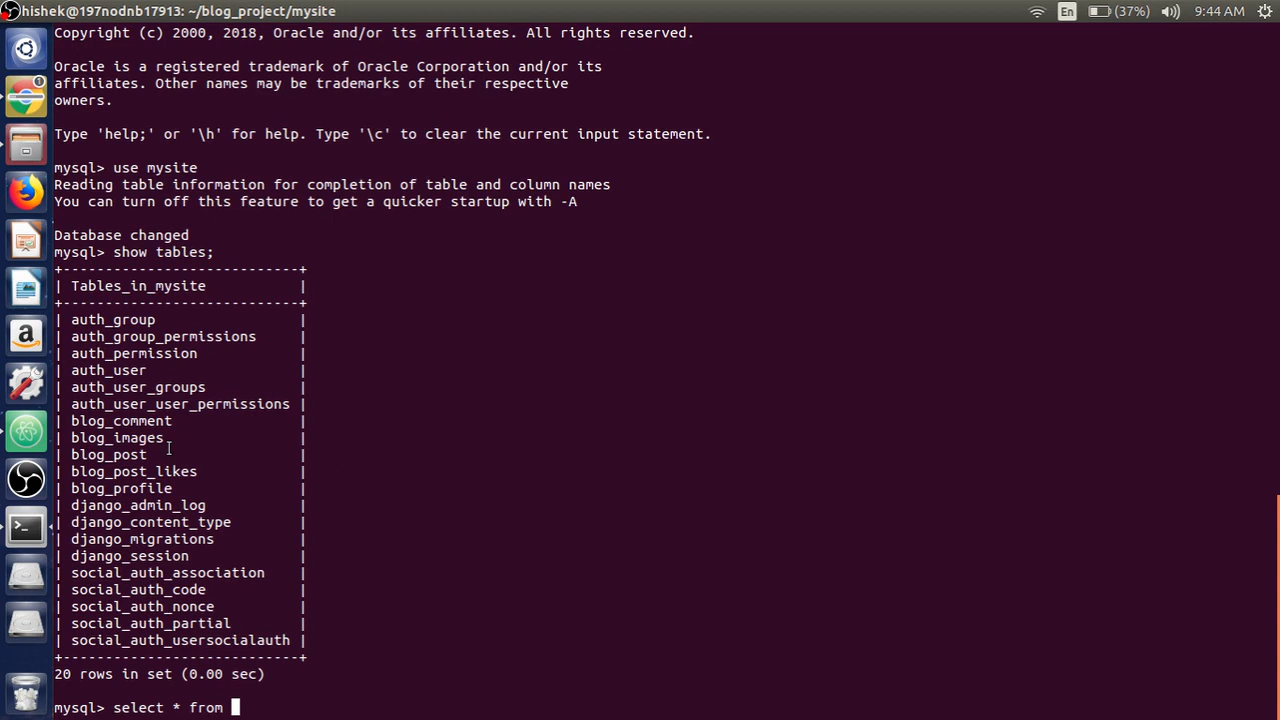 hishek@197nodnb17913: ~/blog_project/mysite En (37%) 9:44 AM
Copyright (c) 2000, 2018, Oracle and/or its affiliates. All rights reserved.
Oracle is a registered trademark of Oracle Corporation and/or its
affiliates. Other names may be trademarks of their respective
owners.
Type 'help;' or '\h' for help. Type '\c' to clear the current input statement.
mysql> use mysite
Reading table information for completion of table and column names
You can turn off this feature to get a quicker startup with -A
Database changed
mysql> show tables;
+----------------------------+
| Tables_in_mysite |
+----------------------------+
| auth_group |
| auth_group_permissions |
| auth_permission |
| auth_user |
| auth_user_groups |
| auth_user_user_permissions |
| blog_comment |
| blog_images |
| blog_post |
| blog_post_likes |
| blog_profile |
| django_admin_log |
| django_content_type |
| django_migrations |
| django_session |
| social_auth_association |
| social_auth_code |
| social_auth_nonce |
| social_auth_partial |
| social_auth_usersocialauth |
+----------------------------+
20 rows in set (0.00 sec)
mysql> select * from